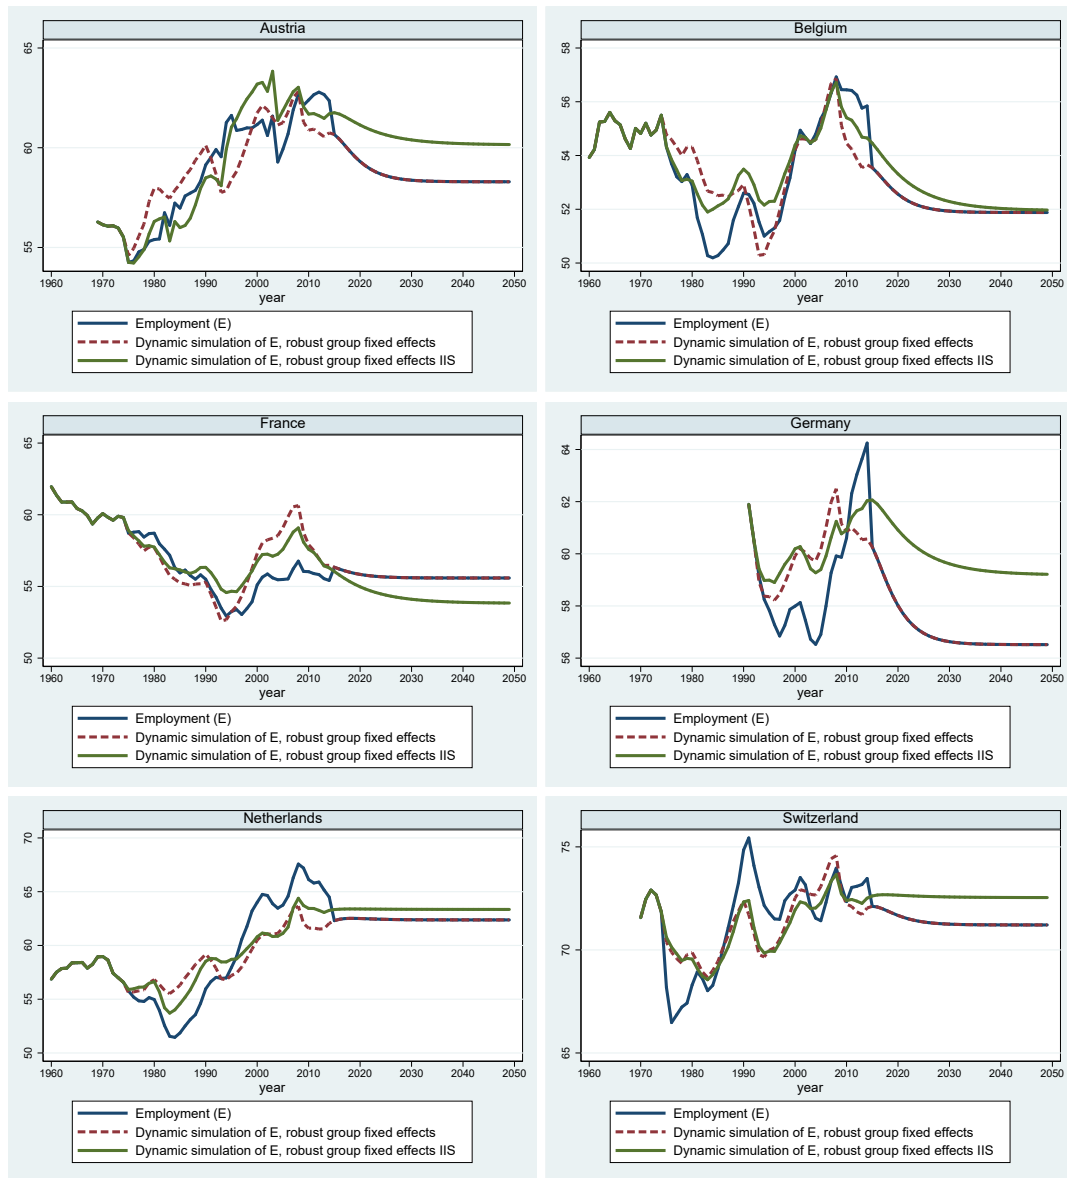 Austria
65
60
55
1960 1970 1980 1990 2000 2010 2020 2030 2040 2050
year
Employment (E)
Dynamic simulation of E, robust group fixed effects
Dynamic simulation of E, robust group fixed effects IIS
Belgium
58
56
54
52
50
1960 1970 1980 1990 2000 2010 2020 2030 2040 2050
year
Employment (E)
Dynamic simulation of E, robust group fixed effects
Dynamic simulation of E, robust group fixed effects IIS
France
65
60
55
50
1960 1970 1980 1990 2000 2010 2020 2030 2040 2050
year
Employment (E)
Dynamic simulation of E, robust group fixed effects
Dynamic simulation of E, robust group fixed effects IIS
Germany
64
62
60
58
56
1960 1970 1980 1990 2000 2010 2020 2030 2040 2050
year
Employment (E)
Dynamic simulation of E, robust group fixed effects
Dynamic simulation of E, robust group fixed effects IIS
Netherlands
70
65
60
55
50
1960 1970 1980 1990 2000 2010 2020 2030 2040 2050
year
Employment (E)
Dynamic simulation of E, robust group fixed effects
Dynamic simulation of E, robust group fixed effects IIS
Switzerland
75
70
65
1960 1970 1980 1990 2000 2010 2020 2030 2040 2050
year
Employment (E)
Dynamic simulation of E, robust group fixed effects
Dynamic simulation of E, robust group fixed effects IIS